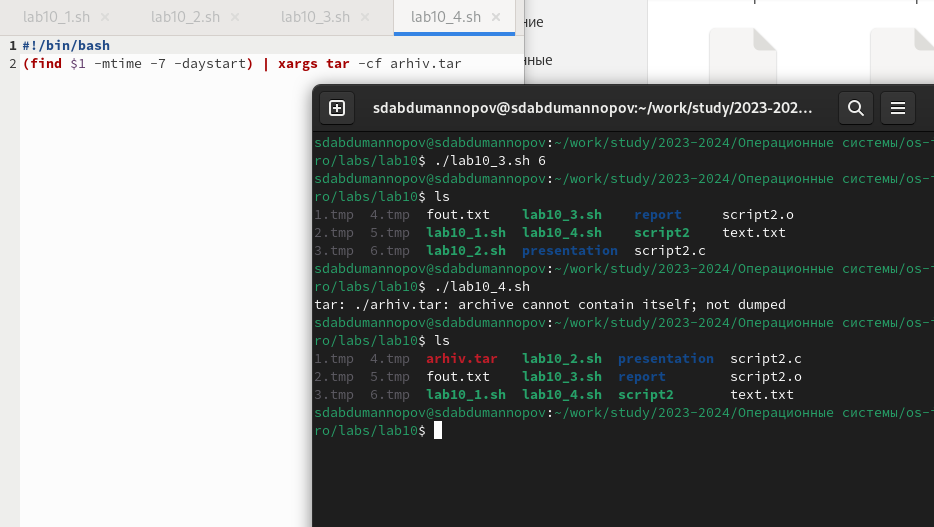 lab10_1.sh × lab10_2.sh × lab10_3.sh × lab10_4.sh ×
1 #!/bin/bash
2 (find $1 -mtime -7 -daystart) | xargs tar -cf arhiv.tar
sdabdumannopov@sdabdumannopov:~/work/study/2023-202...
sdabdumannopov@sdabdumannopov:~/work/study/2023-2024/Операционные системы/os-
ro/labs/lab10$ ./lab10_3.sh 6
sdabdumannopov@sdabdumannopov:~/work/study/2023-2024/Операционные системы/os-
ro/labs/lab10$ ls
1.tmp 4.tmp fout.txt lab10_3.sh report script2.o
2.tmp 5.tmp lab10_1.sh lab10_4.sh script2 text.txt
3.tmp 6.tmp lab10_2.sh presentation script2.c
sdabdumannopov@sdabdumannopov:~/work/study/2023-2024/Операционные системы/os-
ro/labs/lab10$ ./lab10_4.sh
tar: ./arhiv.tar: archive cannot contain itself; not dumped
sdabdumannopov@sdabdumannopov:~/work/study/2023-2024/Операционные системы/os-
ro/labs/lab10$ ls
1.tmp 4.tmp arhiv.tar lab10_2.sh presentation script2.c
2.tmp 5.tmp fout.txt lab10_3.sh report script2.o
3.tmp 6.tmp lab10_1.sh lab10_4.sh script2 text.txt
sdabdumannopov@sdabdumannopov:~/work/study/2023-2024/Операционные системы/os-
ro/labs/lab10$